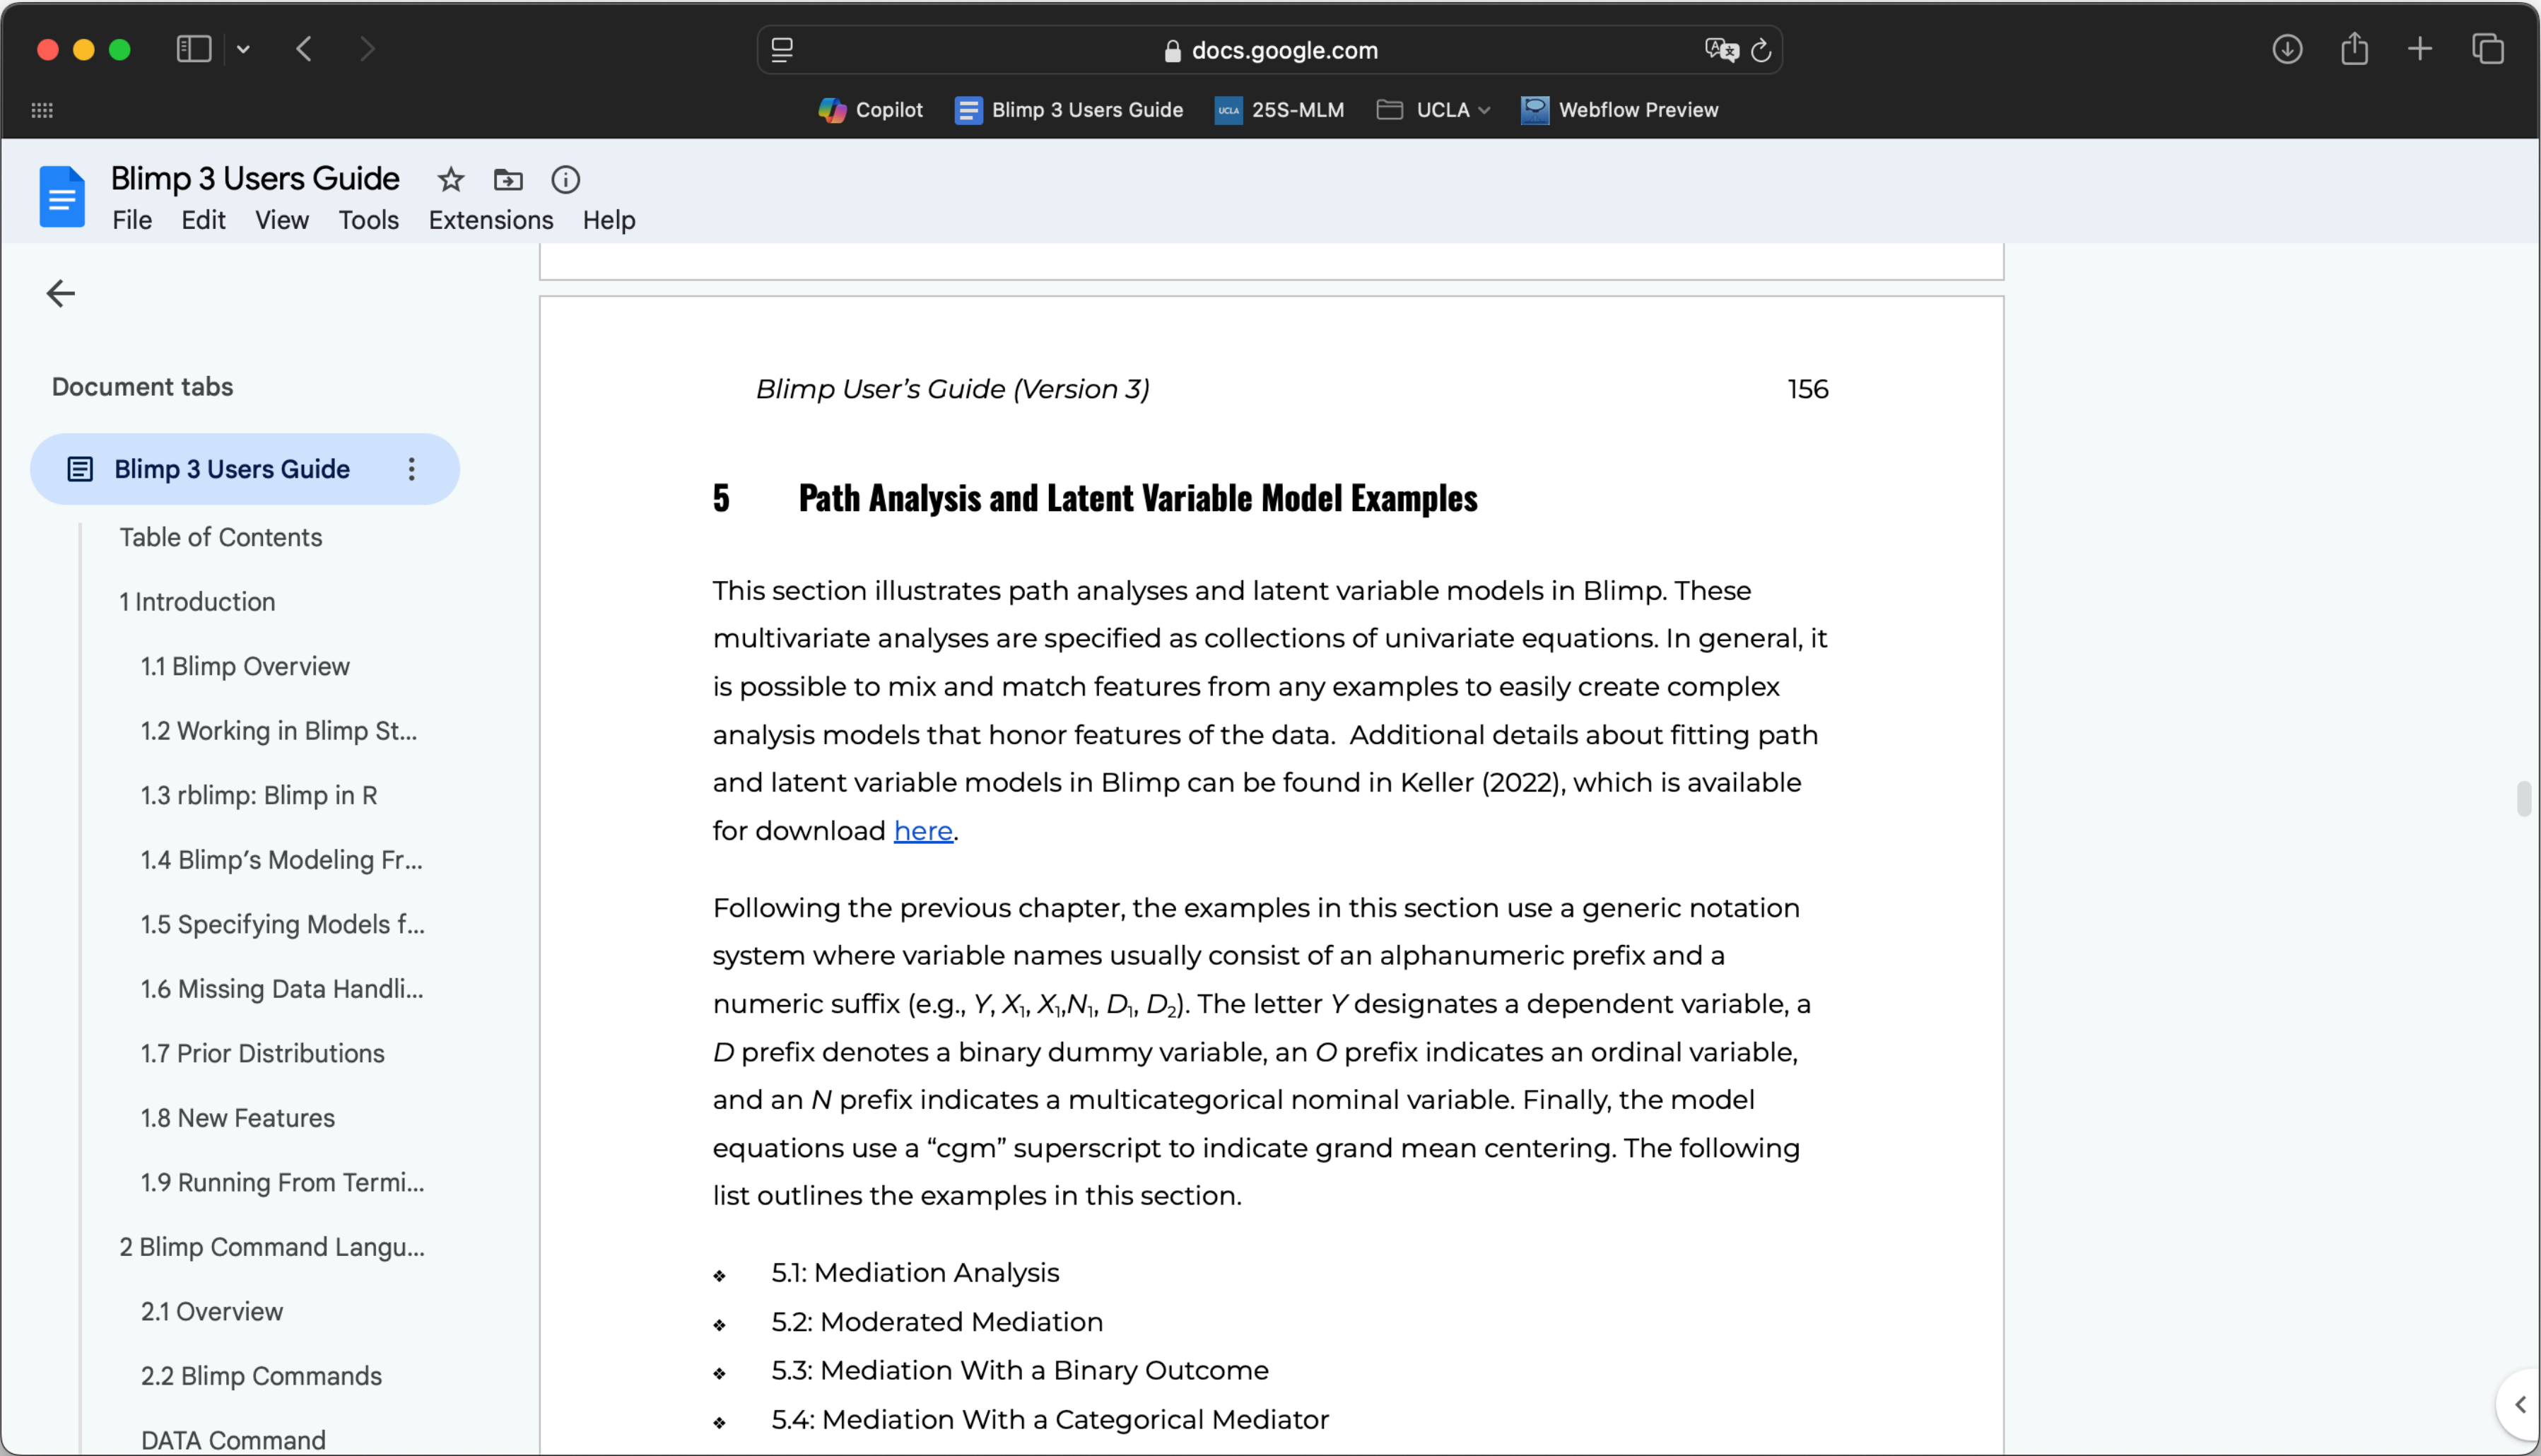 docs.google.com
Copilot
Blimp 3 Users Guide
UCLA 25S-MLM
UCLA
Webflow Preview
Blimp 3 Users Guide
File Edit View Tools Extensions Help
Document tabs
Blimp 3 Users Guide
Table of Contents
1 Introduction
1.1 Blimp Overview
1.2 Working in Blimp St...
1.3 rblimp: Blimp in R
1.4 Blimp’s Modeling Fr...
1.5 Specifying Models f...
1.6 Missing Data Handli...
1.7 Prior Distributions
1.8 New Features
1.9 Running From Termi...
2 Blimp Command Langu...
2.1 Overview
2.2 Blimp Commands
DATA Command
Blimp User’s Guide (Version 3) 156
5 Path Analysis and Latent Variable Model Examples
This section illustrates path analyses and latent variable models in Blimp. These
multivariate analyses are specified as collections of univariate equations. In general, it
is possible to mix and match features from any examples to easily create complex
analysis models that honor features of the data.  Additional details about fitting path
and latent variable models in Blimp can be found in Keller (2022), which is available
for download here.
Following the previous chapter, the examples in this section use a generic notation
system where variable names usually consist of an alphanumeric prefix and a
numeric suffix (e.g., Y, X₁, X₁,N₁, D₁, D₂). The letter Y designates a dependent variable, a
D prefix denotes a binary dummy variable, an O prefix indicates an ordinal variable,
and an N prefix indicates a multicategorical nominal variable. Finally, the model
equations use a “cgm” superscript to indicate grand mean centering. The following
list outlines the examples in this section.
❖ 5.1: Mediation Analysis
❖ 5.2: Moderated Mediation
❖ 5.3: Mediation With a Binary Outcome
❖ 5.4: Mediation With a Categorical Mediator